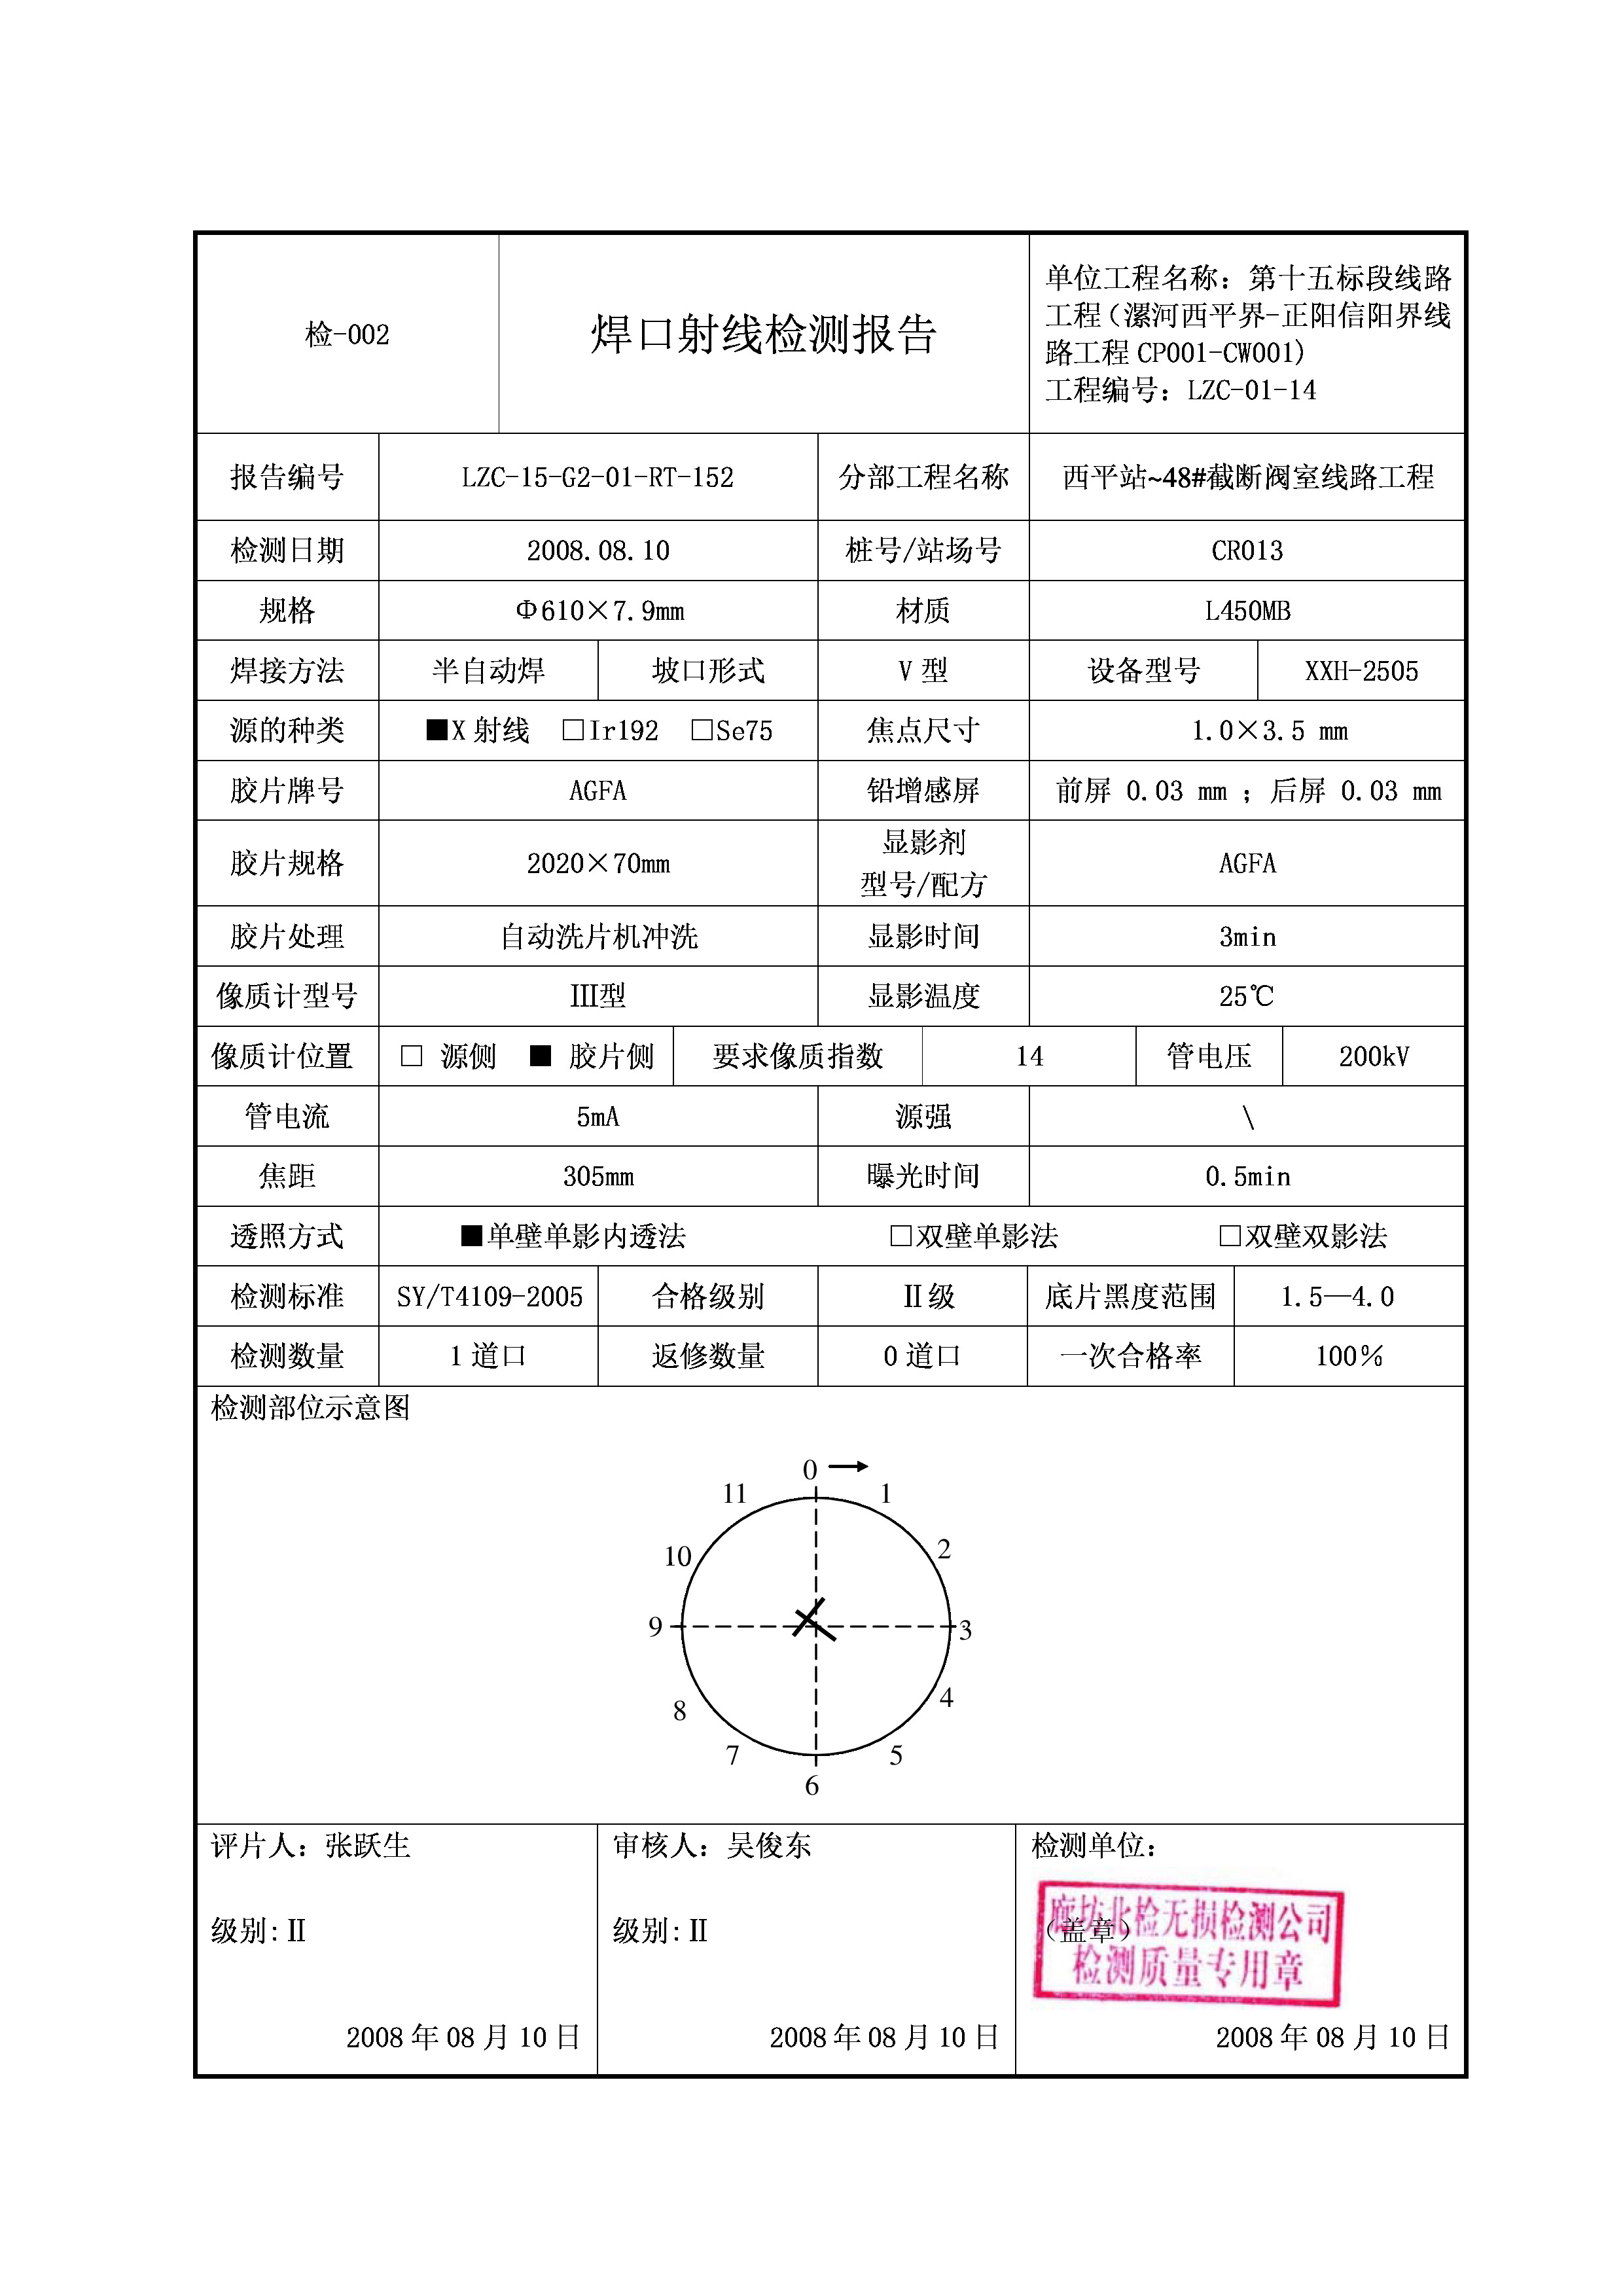 检-002
焊口射线检测报告
单位工程名称：第十五标段线路
工程（漯河西平界-正阳信阳界线
路工程 CP001-CW001)
工程编号：LZC-01-14
报告编号 LZC-15-G2-01-RT-152 分部工程名称 西平站~48#截断阀室线路工程
检测日期 2008.08.10 桩号/站场号 CR013
规格 Φ610×7.9mm 材质 L450MB
焊接方法 半自动焊 坡口形式 V 型 设备型号 XXH-2505
源的种类 ■X 射线 □Ir192 □Se75 焦点尺寸 1.0×3.5 mm
胶片牌号 AGFA 铅增感屏 前屏 0.03 mm ；后屏 0.03 mm
胶片规格 2020×70mm 显影剂
型号/配方 AGFA
胶片处理 自动洗片机冲洗 显影时间 3min
像质计型号 Ⅲ型 显影温度 25℃
像质计位置 □ 源侧 ■ 胶片侧 要求像质指数 14 管电压 200kV
管电流 5mA 源强 \
焦距 305mm 曝光时间 0.5min
透照方式 ■单壁单影内透法 □双壁单影法 □双壁双影法
检测标准 SY/T4109-2005 合格级别 Ⅱ级 底片黑度范围 1.5—4.0
检测数量 1 道口 返修数量 0 道口 一次合格率 100%
检测部位示意图
0
11 1
10 2
9 3
8 4
7 5
6
评片人：张跃生 审核人：吴俊东 检测单位：
级别:Ⅱ 级别:Ⅱ （盖章）
廊坊北检无损检测公司
检测质量专用章
2008 年 08 月 10 日 2008 年 08 月 10 日 2008 年 08 月 10 日